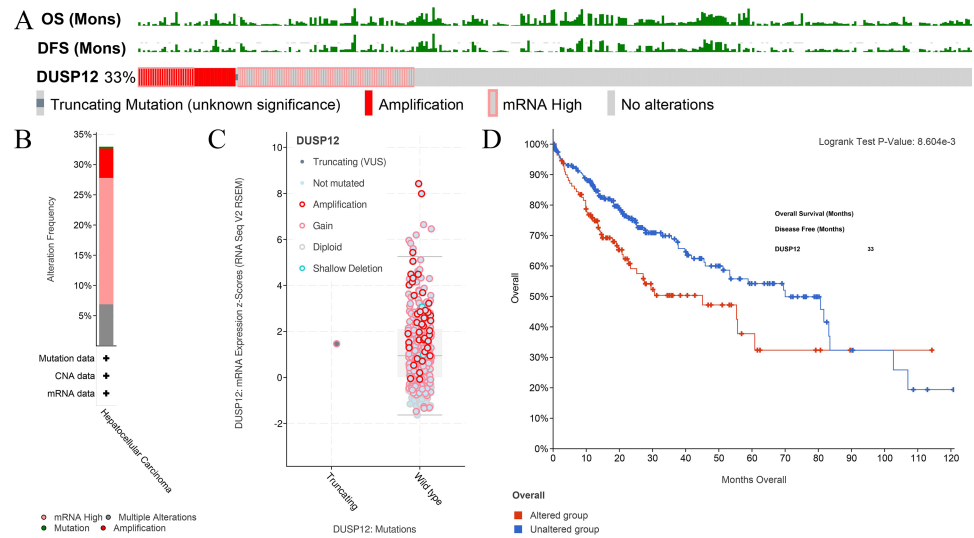 A
OS (Mons)
DFS (Mons)
DUSP12 33%
Truncating Mutation (unknown significance)
Amplification
mRNA High
No alterations
B
35%
30%
25%
20%
15%
10%
5%
Alteration Frequency
Mutation data
CNA data
mRNA data
Hepatocellular Carcinoma
mRNA High
Multiple Alterations
Mutation
Amplification
C
DUSP12
Truncating (VUS)
Not mutated
Amplification
Gain
Diploid
Shallow Deletion
10
8
6
4
2
0
-2
DUSP12: mRNA Expression z-Scores (RNA Seq V2 RSEM)
Truncating
Wild type
DUSP12: Mutations
D
Logrank Test P-Value: 8.604e-3
Overall Survival (Months)
Disease Free (Months)
DUSP12 33
100%
90%
80%
70%
60%
50%
40%
30%
20%
10%
0%
Overall
0 10 20 30 40 50 60 70 80 90 100 110 120
Months Overall
Overall
Altered group
Unaltered group